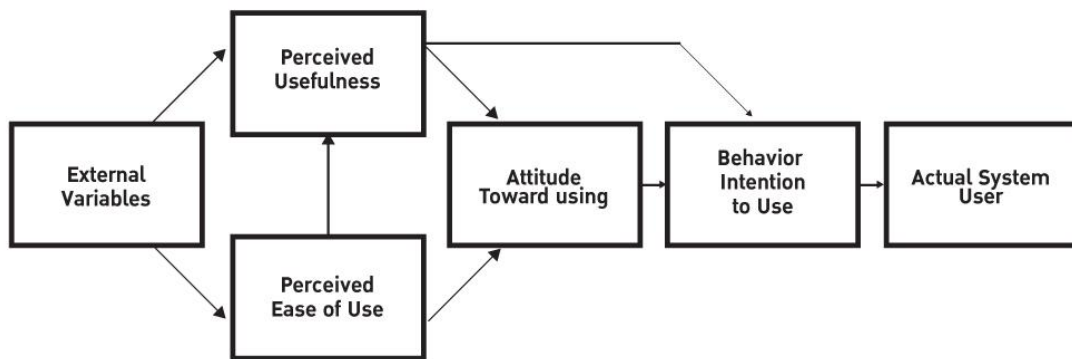 Perceived
Usefulness
External
Variables
Attitude
Toward using
Behavior
Intention
to Use
Actual System
User
Perceived
Ease of Use